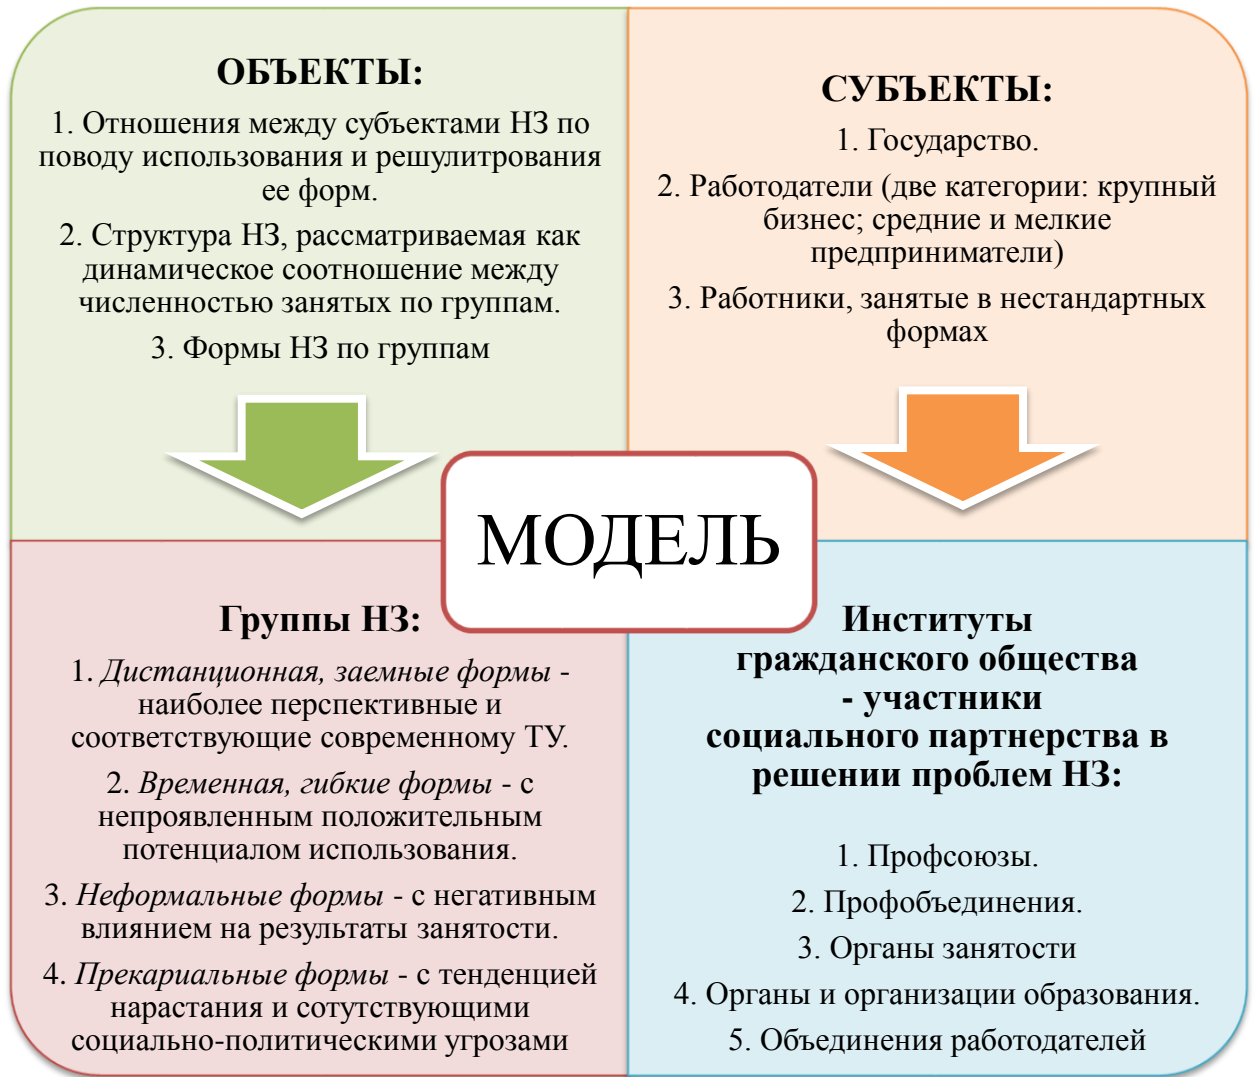 ОБЪЕКТЫ:
1. Отношения между субъектами НЗ по
поводу использования и решулитрования
ее форм.
2. Структура НЗ, рассматриваемая как
динамическое соотношение между
численностью занятых по группам.
3. Формы НЗ по группам
СУБЪЕКТЫ:
1. Государство.
2. Работодатели (две категории: крупный
бизнес; средние и мелкие
предприниматели)
3. Работники, занятые в нестандартных
формах
МОДЕЛЬ
Группы НЗ:
1. Дистанционная, заемные формы -
наиболее перспективные и
соответствующие современному ТУ.
2. Временная, гибкие формы - с
непроявленным положительным
потенциалом использования.
3. Неформальные формы - с негативным
влиянием на результаты занятости.
4. Прекариальные формы - с тенденцией
нарастания и сотутствующими
социально-политическими угрозами
Институты
гражданского общества
- участники
социального партнерства в
решении проблем НЗ:
1. Профсоюзы.
2. Профобъединения.
3. Органы занятости
4. Органы и организации образования.
5. Объединения работодателей